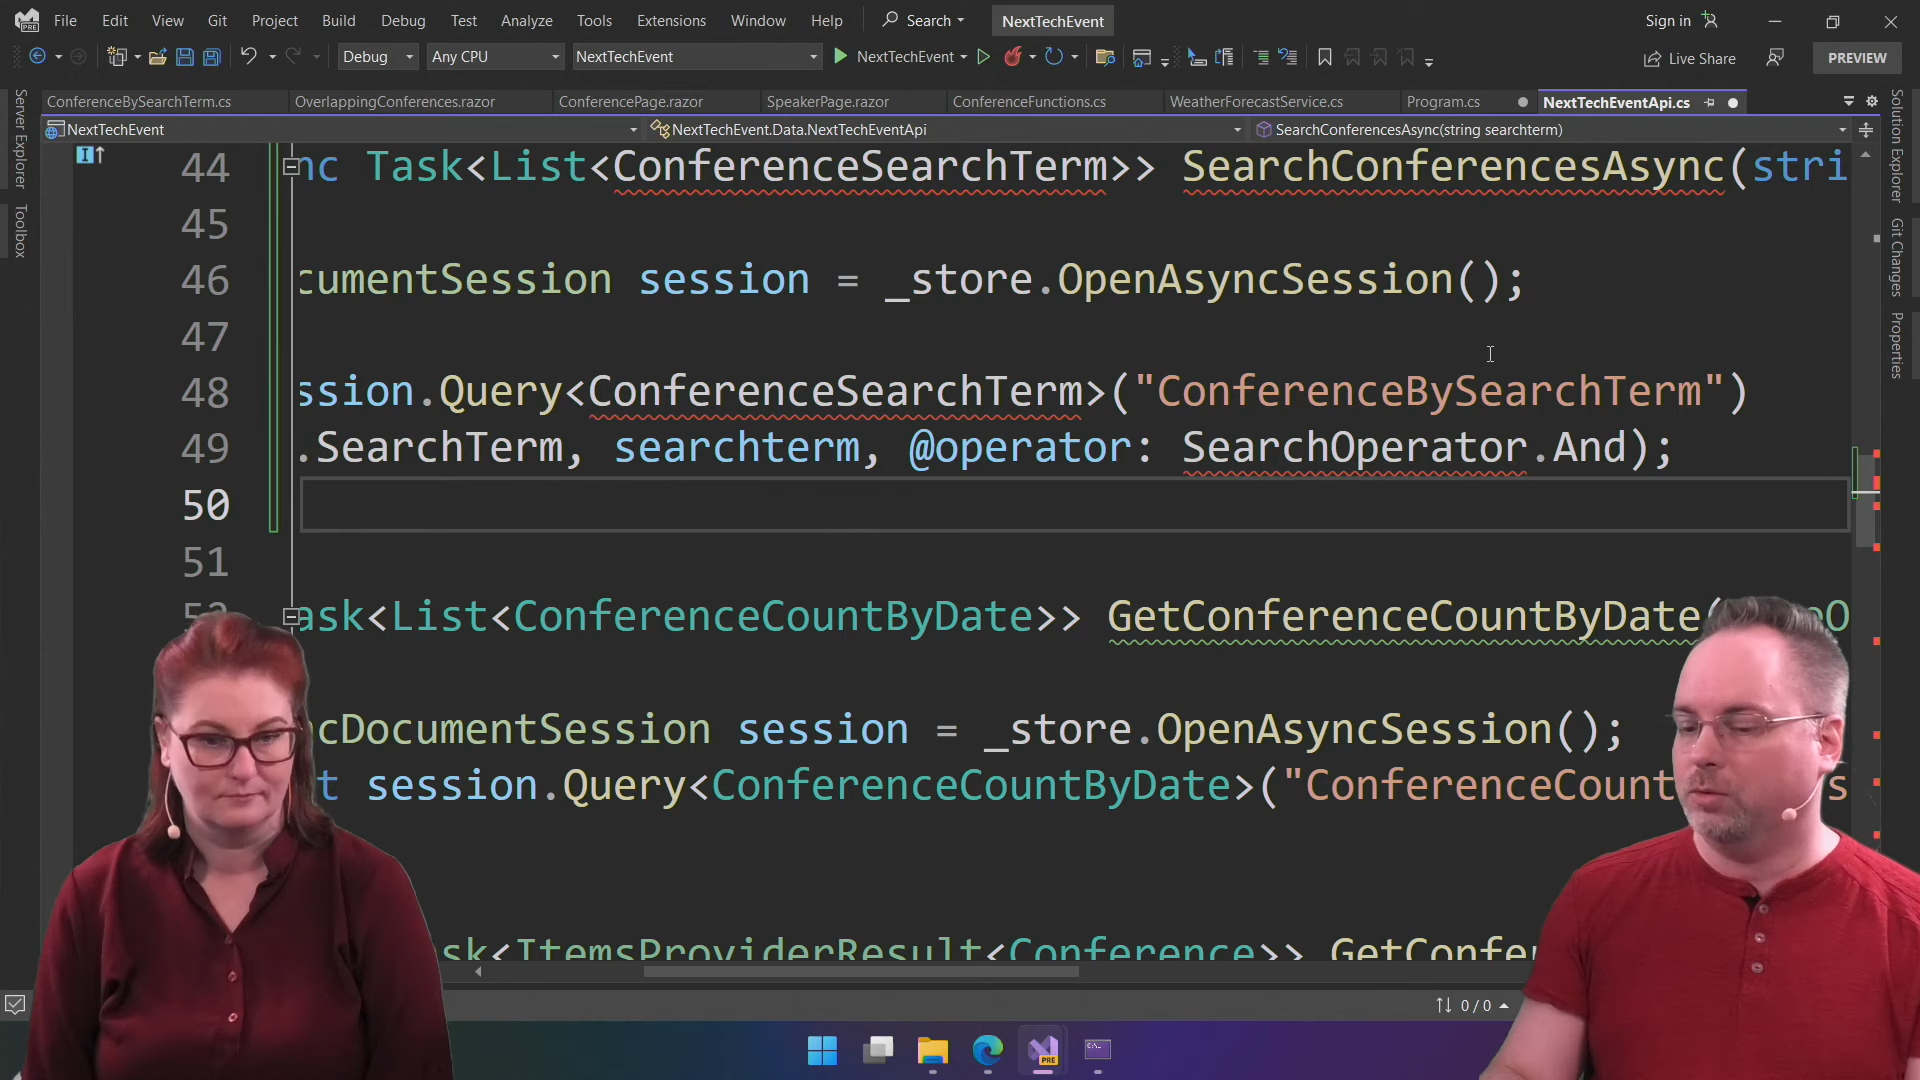 File Edit View Git Project Build Debug Test Analyze Tools Extensions Window Help Search NextTechEvent Sign in
Debug Any CPU NextTechEvent NextTechEvent Live Share PREVIEW
ConferenceBySearchTerm.cs OverlappingConferences.razor ConferencePage.razor SpeakerPage.razor ConferenceFunctions.cs WeatherForecastService.cs Program.cs NextTechEventApi.cs
NextTechEvent NextTechEvent.Data.NextTechEventApi SearchConferencesAsync(string searchterm)
Server Explorer
Toolbox
Solution Explorer
Git Changes
Properties
44 nc Task<List<ConferenceSearchTerm>> SearchConferencesAsync(stri
45
46 cumentSession session = _store.OpenAsyncSession();
47
48 ssion.Query<ConferenceSearchTerm>("ConferenceBySearchTerm")
49 .SearchTerm, searchterm, @operator: SearchOperator.And);
50
51
ask<List<ConferenceCountByDate>> GetConferenceCountByDate(
ncDocumentSession session = _store.OpenAsyncSession();
t session.Query<ConferenceCountByDate>("ConferenceCount s
sk<ItemsProviderResult<Conference>> GetConfe
0 / 0